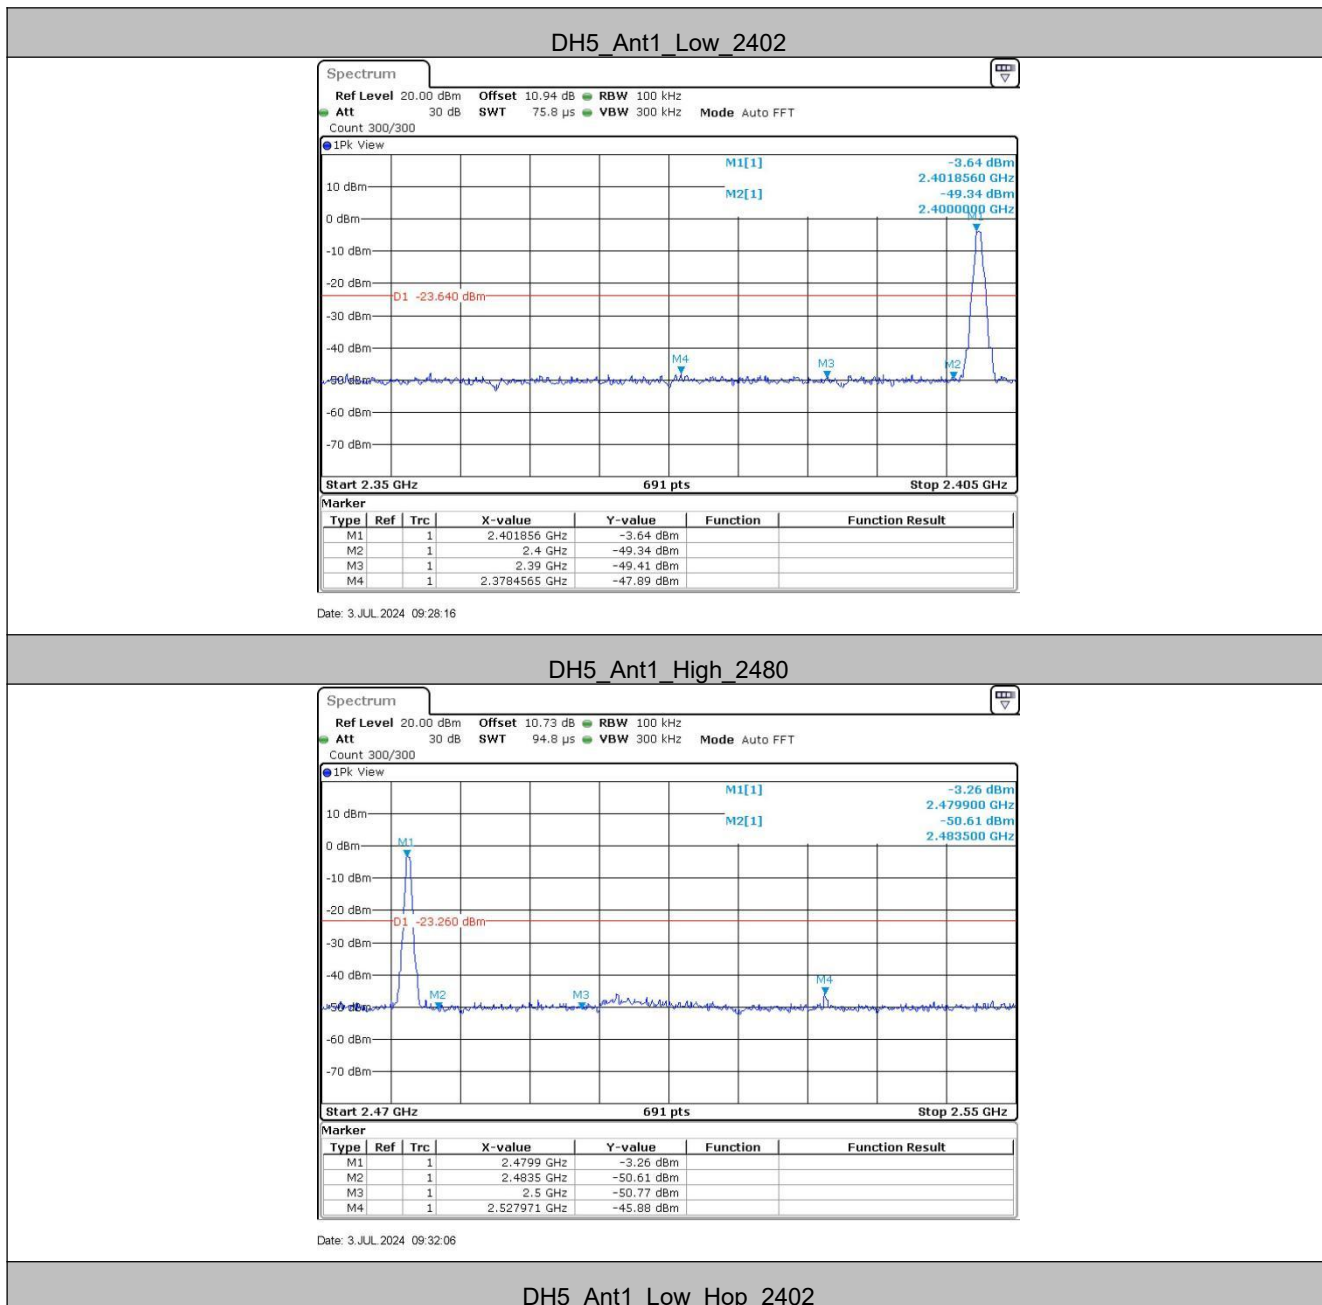 DH5_Ant1_Low_2402
Spectrum
Ref Level 20.00 dBm Offset 10.94 dB RBW 100 kHz
Att 30 dB SWT 75.8 µs VBW 300 kHz Mode Auto FFT
Count 300/300
1Pk View
M1[1] -3.64 dBm
2.4018560 GHz
M2[1] -49.34 dBm
2.4000000 GHz
10 dBm
0 dBm
M1
-10 dBm
-20 dBm
D1 -23.640 dBm
-30 dBm
-40 dBm
M4 M3 M2
-50 dBm
-60 dBm
-70 dBm
Start 2.35 GHz 691 pts Stop 2.405 GHz
Marker
Type Ref Trc X-value Y-value Function Function Result
M1 1 2.401856 GHz -3.64 dBm
M2 1 2.4 GHz -49.34 dBm
M3 1 2.39 GHz -49.41 dBm
M4 1 2.3784565 GHz -47.89 dBm
Date: 3.JUL.2024 09:28:16
DH5_Ant1_High_2480
Spectrum
Ref Level 20.00 dBm Offset 10.73 dB RBW 100 kHz
Att 30 dB SWT 94.8 µs VBW 300 kHz Mode Auto FFT
Count 300/300
1Pk View
M1[1] -3.26 dBm
2.479900 GHz
M2[1] -50.61 dBm
2.483500 GHz
10 dBm
0 dBm
M1
-10 dBm
-20 dBm
D1 -23.260 dBm
-30 dBm
-40 dBm
M2 M3 M4
-50 dBm
-60 dBm
-70 dBm
Start 2.47 GHz 691 pts Stop 2.55 GHz
Marker
Type Ref Trc X-value Y-value Function Function Result
M1 1 2.4799 GHz -3.26 dBm
M2 1 2.4835 GHz -50.61 dBm
M3 1 2.5 GHz -50.77 dBm
M4 1 2.527971 GHz -45.88 dBm
Date: 3.JUL.2024 09:32:06
DH5_Ant1_Low_Hop_2402